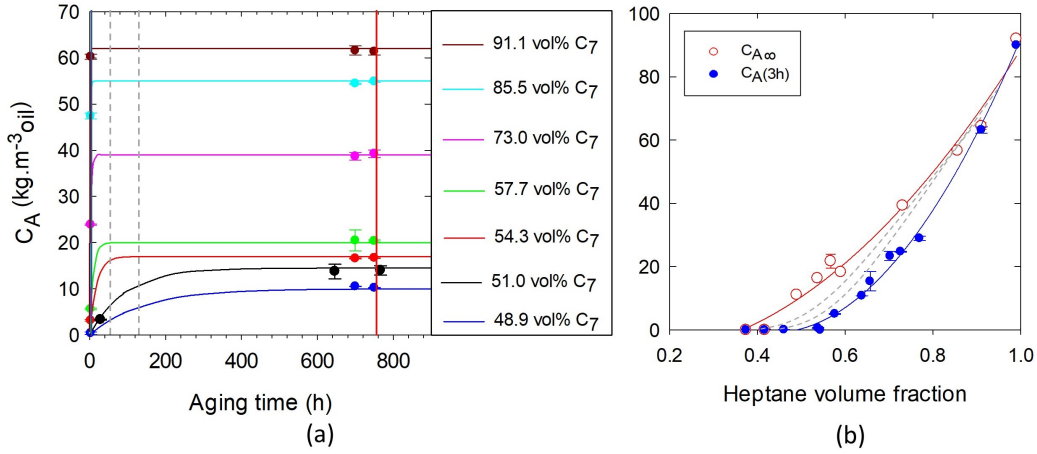 (a)
70
60
50
40
30
20
10
0
C_A (kg.m⁻³oil)
0 200 400 600 800
Aging time (h)
(a)
91.1 vol% C₇
85.5 vol% C₇
73.0 vol% C₇
57.7 vol% C₇
54.3 vol% C₇
51.0 vol% C₇
48.9 vol% C₇
(b)
100
80
60
40
20
0
C_A∞
C_A(3h)
0.2 0.4 0.6 0.8 1.0
Heptane volume fraction
(b)